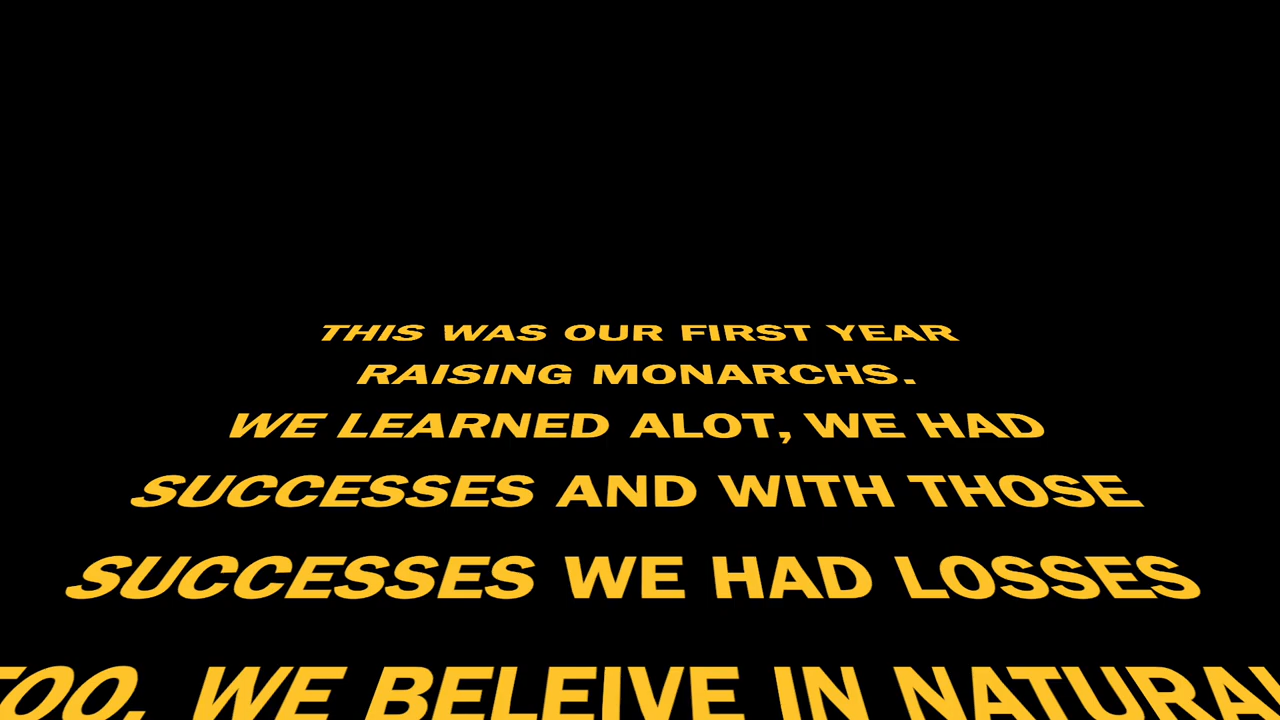 THIS WAS OUR FIRST YEAR
RAISING MONARCHS.
WE LEARNED ALOT, WE HAD
SUCCESSES AND WITH THOSE
SUCCESSES WE HAD LOSSES
TOO. WE BELEIVE IN NATURAL